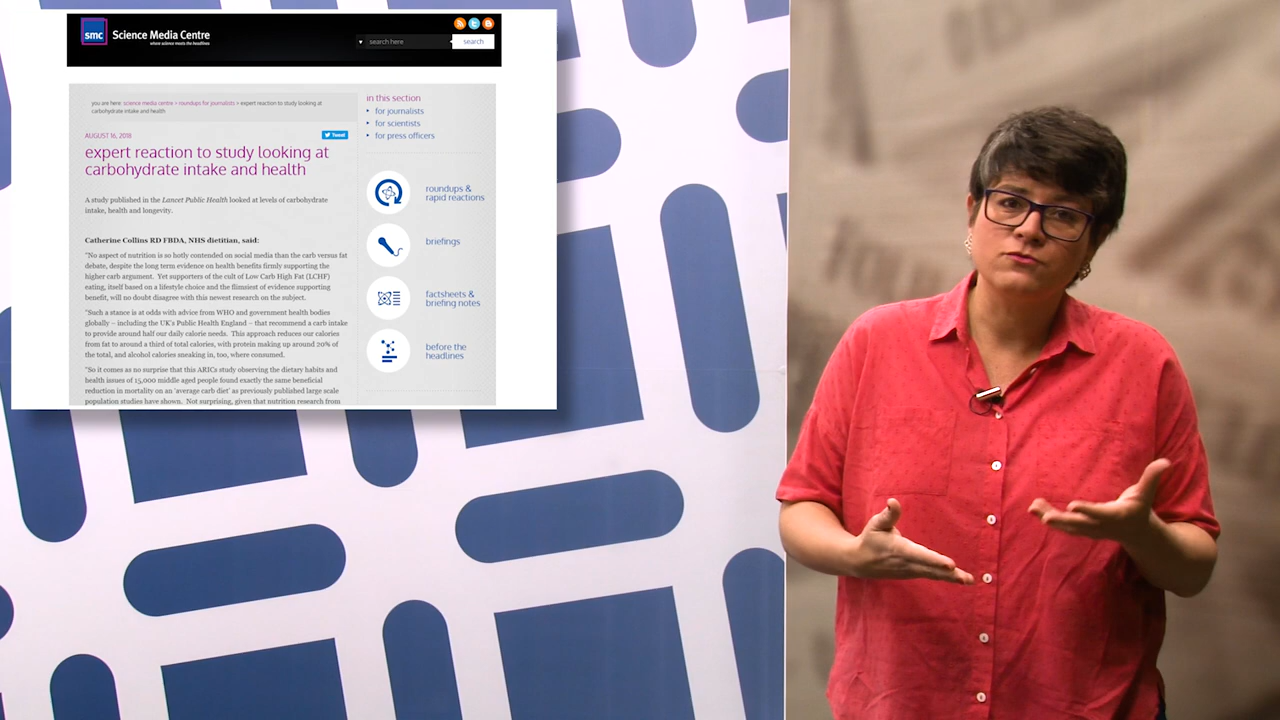 smc Science Media Centre
where science meets the headlines
search here
search
you are here: science media centre > roundups for journalists > expert reaction to study looking at
carbohydrate intake and health
AUGUST 16, 2018
Tweet
expert reaction to study looking at
carbohydrate intake and health
A study published in the Lancet Public Health looked at levels of carbohydrate
intake, health and longevity.
Catherine Collins RD FBDA, NHS dietitian, said:
"No aspect of nutrition is so hotly contended on social media than the carb versus fat
debate, despite the long term evidence on health benefits firmly supporting the
higher carb argument.  Yet supporters of the cult of Low Carb High Fat (LCHF)
eating, itself based on a lifestyle choice and the flimsiest of evidence supporting
benefit, will no doubt disagree with this newest research on the subject.
"Such a stance is at odds with advice from WHO and government health bodies
globally – including the UK's Public Health England – that recommend a carb intake
to provide around half our daily calorie needs.  This approach reduces our calories
from fat to around a third of total calories, with protein making up around 20% of
the total, and alcohol calories sneaking in, too, where consumed.
"So it comes as no surprise that this ARICs study observing the dietary habits and
health issues of 15,000 middle aged people found exactly the same beneficial
reduction in mortality on an 'average carb diet' as previously published large scale
population studies have shown.  Not surprising, given that nutrition research from
in this section
for journalists
for scientists
for press officers
roundups &
rapid reactions
briefings
factsheets &
briefing notes
before the
headlines